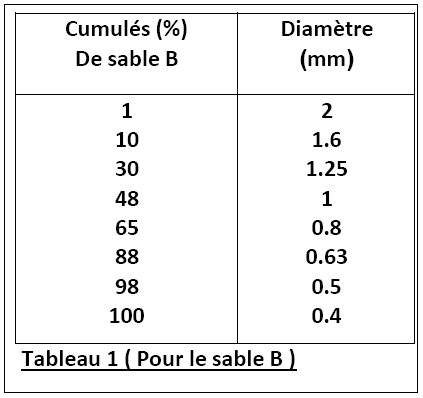 Cumulés (%) Diamètre
De sable B (mm)
1 2
10 1.6
30 1.25
48 1
65 0.8
88 0.63
98 0.5
100 0.4
Tableau 1 ( Pour le sable B )